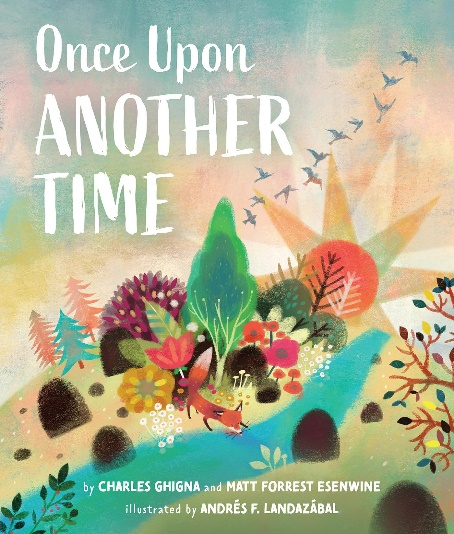 Once Upon
ANOTHER
TIME
by CHARLES GHIGNA and MATT FORREST ESENWINE
illustrated by ANDRÉS F. LANDAZÁBAL